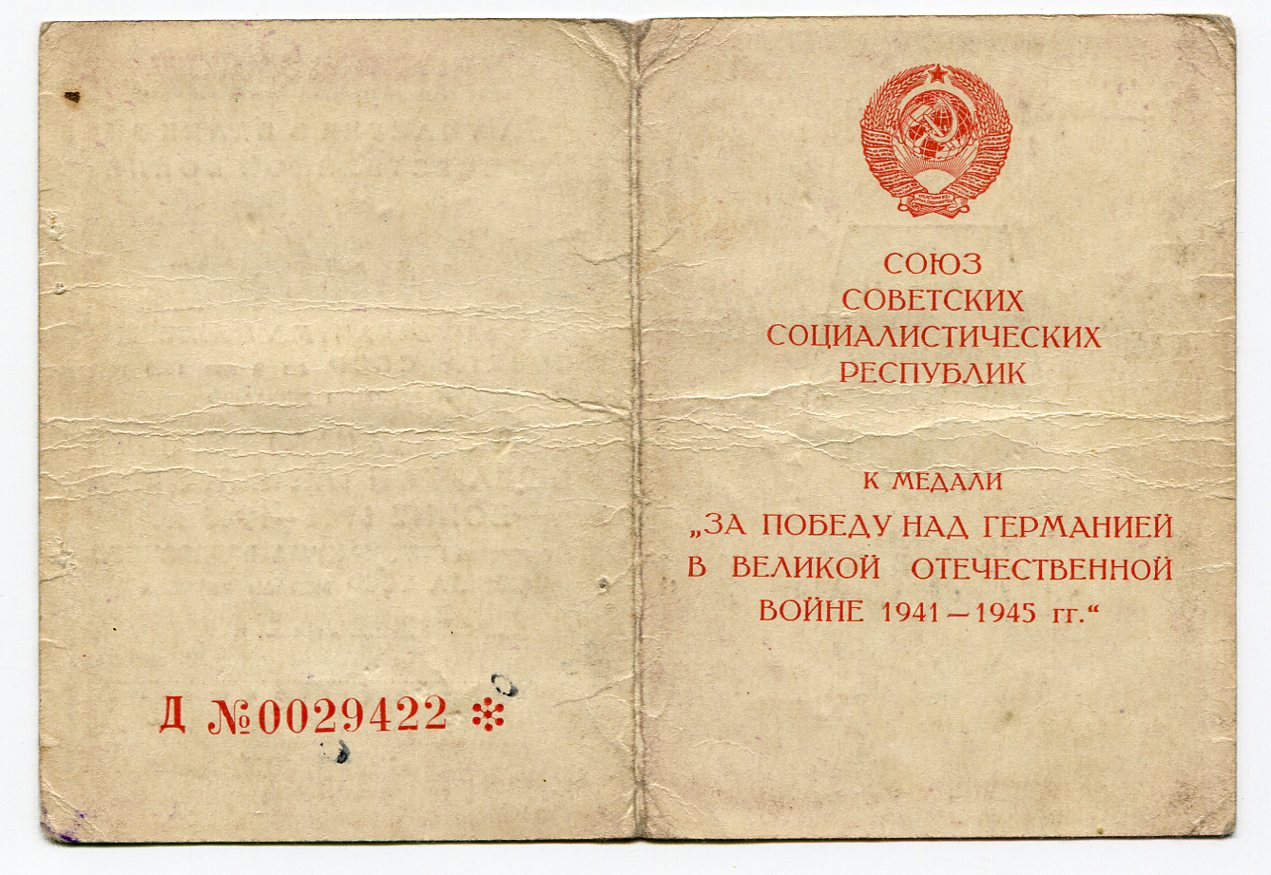 Д №0029422
СОЮЗ
СОВЕТСКИХ
СОЦИАЛИСТИЧЕСКИХ
РЕСПУБЛИК
К МЕДАЛИ
„ЗА ПОБЕДУ НАД ГЕРМАНИЕЙ
В ВЕЛИКОЙ ОТЕЧЕСТВЕННОЙ
ВОЙНЕ 1941—1945 гг.“